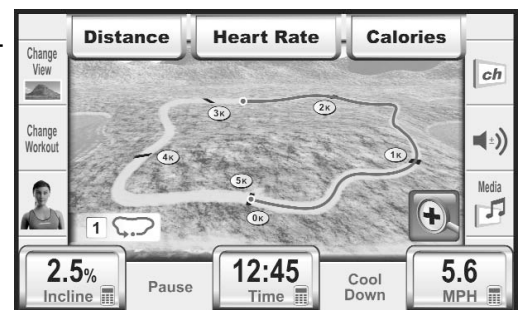 Distance
Heart Rate
Calories
Change
View
ch
3K
2K
Change
Workout
±
4K
1K
5K
Media
0K
1
2.5%
Incline
Pause
12:45
Time
Cool
Down
5.6
MPH